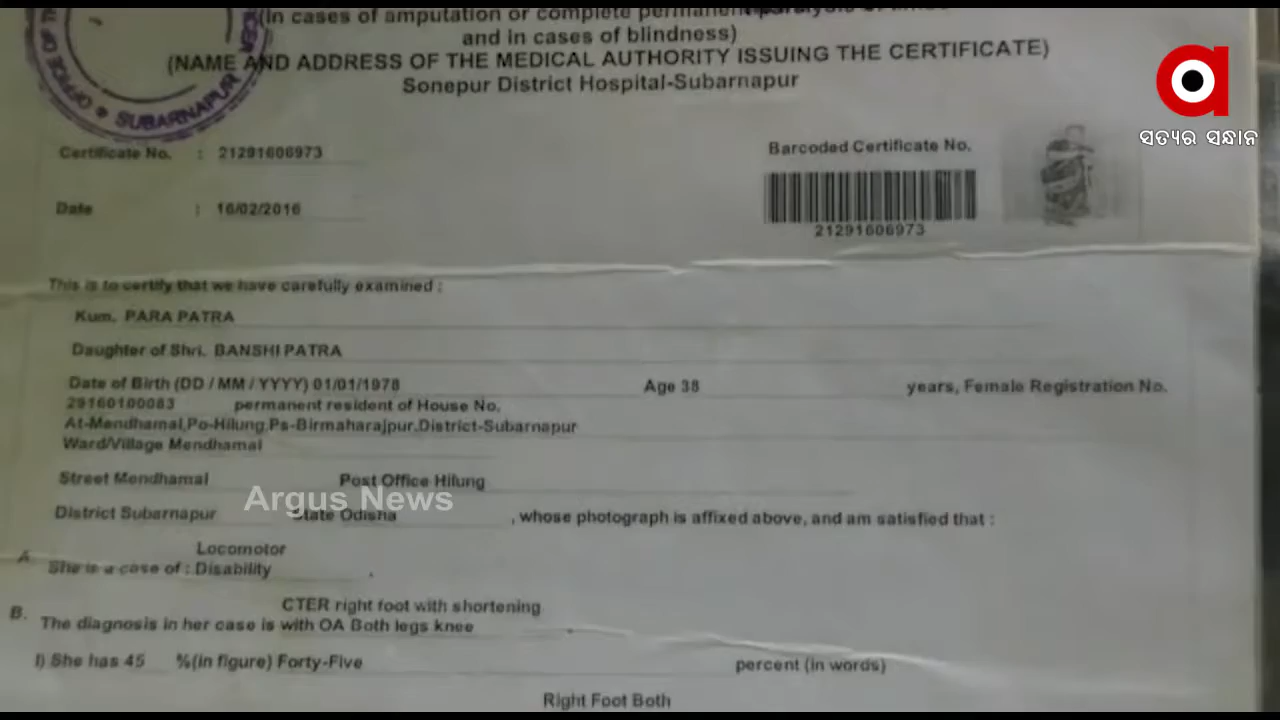 (In cases of amputation or complete permanent paralysis of
and in cases of blindness)
(NAME AND ADDRESS OF THE MEDICAL AUTHORITY ISSUING THE CERTIFICATE)
Sonepur District Hospital-Subarnapur
OFFICE OF TH
SUBARNAPUR
ସତ୍ୟର ସନ୍ଧାନ
Certificate No. : 21291606973
Barcoded Certificate No.
Date : 16/02/2016
21291606973
This is to certify that we have carefully examined :
Kum. PARA PATRA
Daughter of Shri. BANSHI PATRA
Date of Birth (DD / MM / YYYY) 01/01/1978 Age 38 years, Female Registration No.
29160100083 permanent resident of House No.
At-Mendhamal,Po-Hilung,Ps-Birmaharajpur,District-Subarnapur
Ward/Village Mendhamal
Street Mendhamal Post Office Hilung
Argus News
District Subarnapur State Odisha , whose photograph is affixed above, and am satisfied that :
Locomotor
A. She is a case of : Disability
CTER right foot with shortening
B. The diagnosis in her case is with OA Both legs knee
I) She has 45 %(in figure) Forty-Five percent (in words)
Right Foot Both